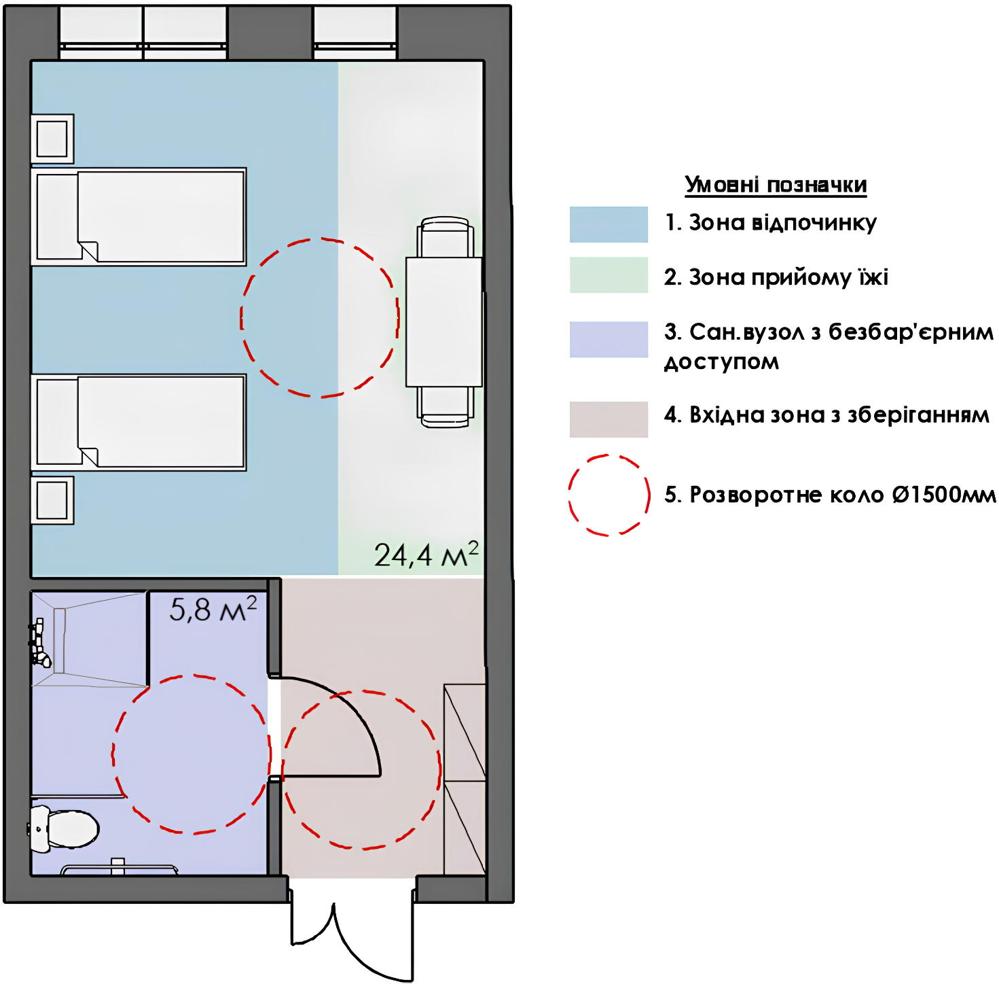 Умовні позначки
1. Зона відпочинку
2. Зона прийому їжі
3. Сан.вузол з безбар'єрним
доступом
4. Вхідна зона з зберіганням
5. Розворотне коло Ø1500мм
24,4 м²
5,8 м²